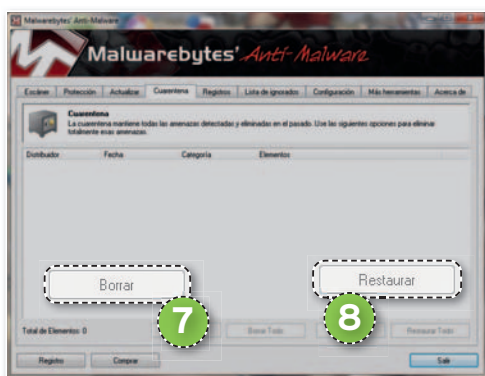 Malwarebytes' Anti-Malware
Malwarebytes' Anti-Malware
Escáner Protección Actualizar Cuarentena Registros Lista de ignorados Configuración Más herramientas Acerca de
Cuarentena
La cuarentena mantiene todas las amenazas detectadas y eliminadas en el pasado. Use las siguientes opciones para eliminar
totalmente esas amenazas.
Distribuidor Fecha Categoría Elementos
Borrar Restaurar
7 8
Total de Elementos: 0 Borrar Todo Restaurar Todo
Registro Comprar Salir